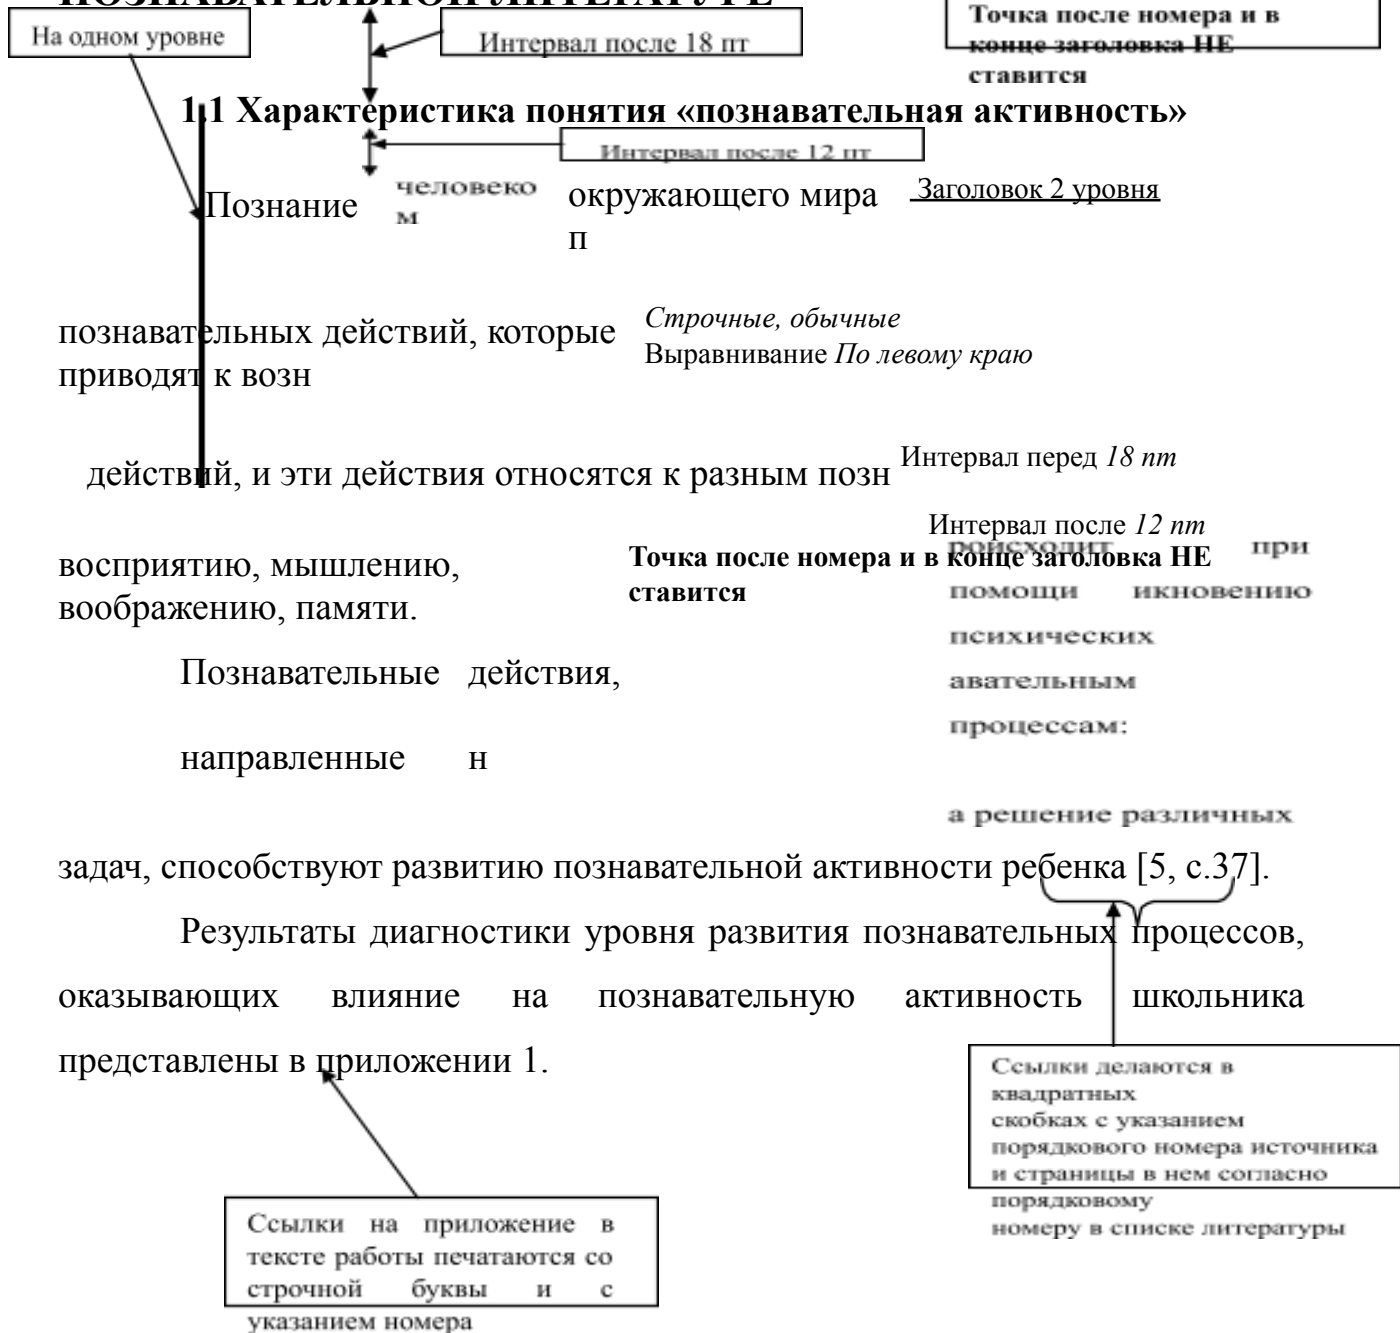 ПОЗНАВАТЕЛЬНОЙ ЛИТЕРАТУРЕ
На одном уровне
Интервал после 18 пт
Точка после номера и в
конце заголовка НЕ
ставится
1.1 Характеристика понятия «познавательная активность»
Интервал после 12 пт
Познание
человеко
м
окружающего мира
п
Заголовок 2 уровня
познавательных действий, которые
приводят к возн
Строчные, обычные
Выравнивание По левому краю
действий, и эти действия относятся к разным позн
Интервал перед 18 пт
Интервал после 12 пт
восприятию, мышлению,
воображению, памяти.
Точка после номера и в конце заголовка НЕ
ставится
роисходит при
помощи икновению
психических
авательным
процессам:
Познавательные действия,
направленные н
а решение различных
задач, способствуют развитию познавательной активности ребенка [5, с.37].
Результаты диагностики уровня развития познавательных процессов,
оказывающих влияние на познавательную активность школьника
представлены в приложении 1.
Ссылки делаются в
квадратных
скобках с указанием
порядкового номера источника
и страницы в нем согласно
порядковому
номеру в списке литературы
Ссылки на приложение в
тексте работы печатаются со
строчной буквы и с
указанием номера